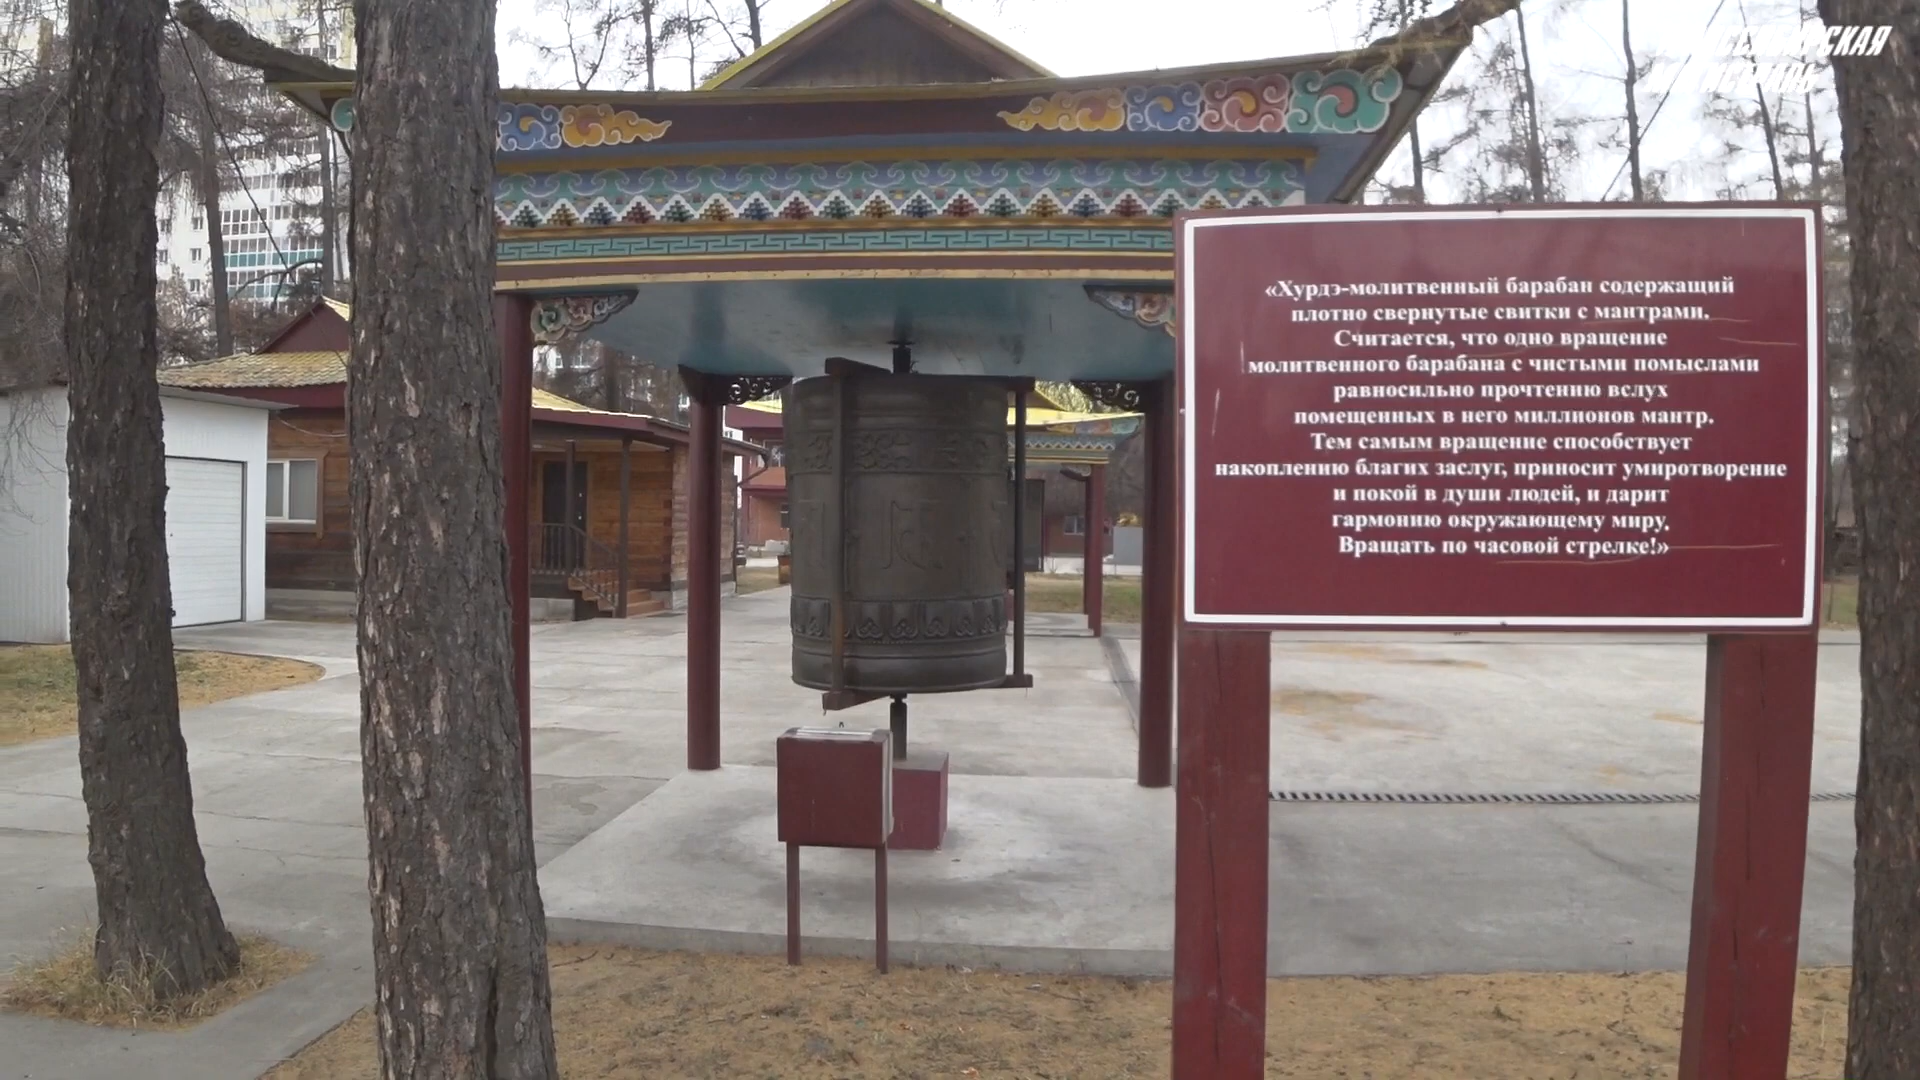 «Хурдэ-молитвенный барабан содержащий
плотно свернутые свитки с мантрами.
Считается, что одно вращение
молитвенного барабана с чистыми помыслами
равносильно прочтению вслух
помещенных в него миллионов мантр.
Тем самым вращение способствует
накоплению благих заслуг, приносит умиротворение
и покой в души людей, и дарит
гармонию окружающему миру.
Вращать по часовой стрелке!»